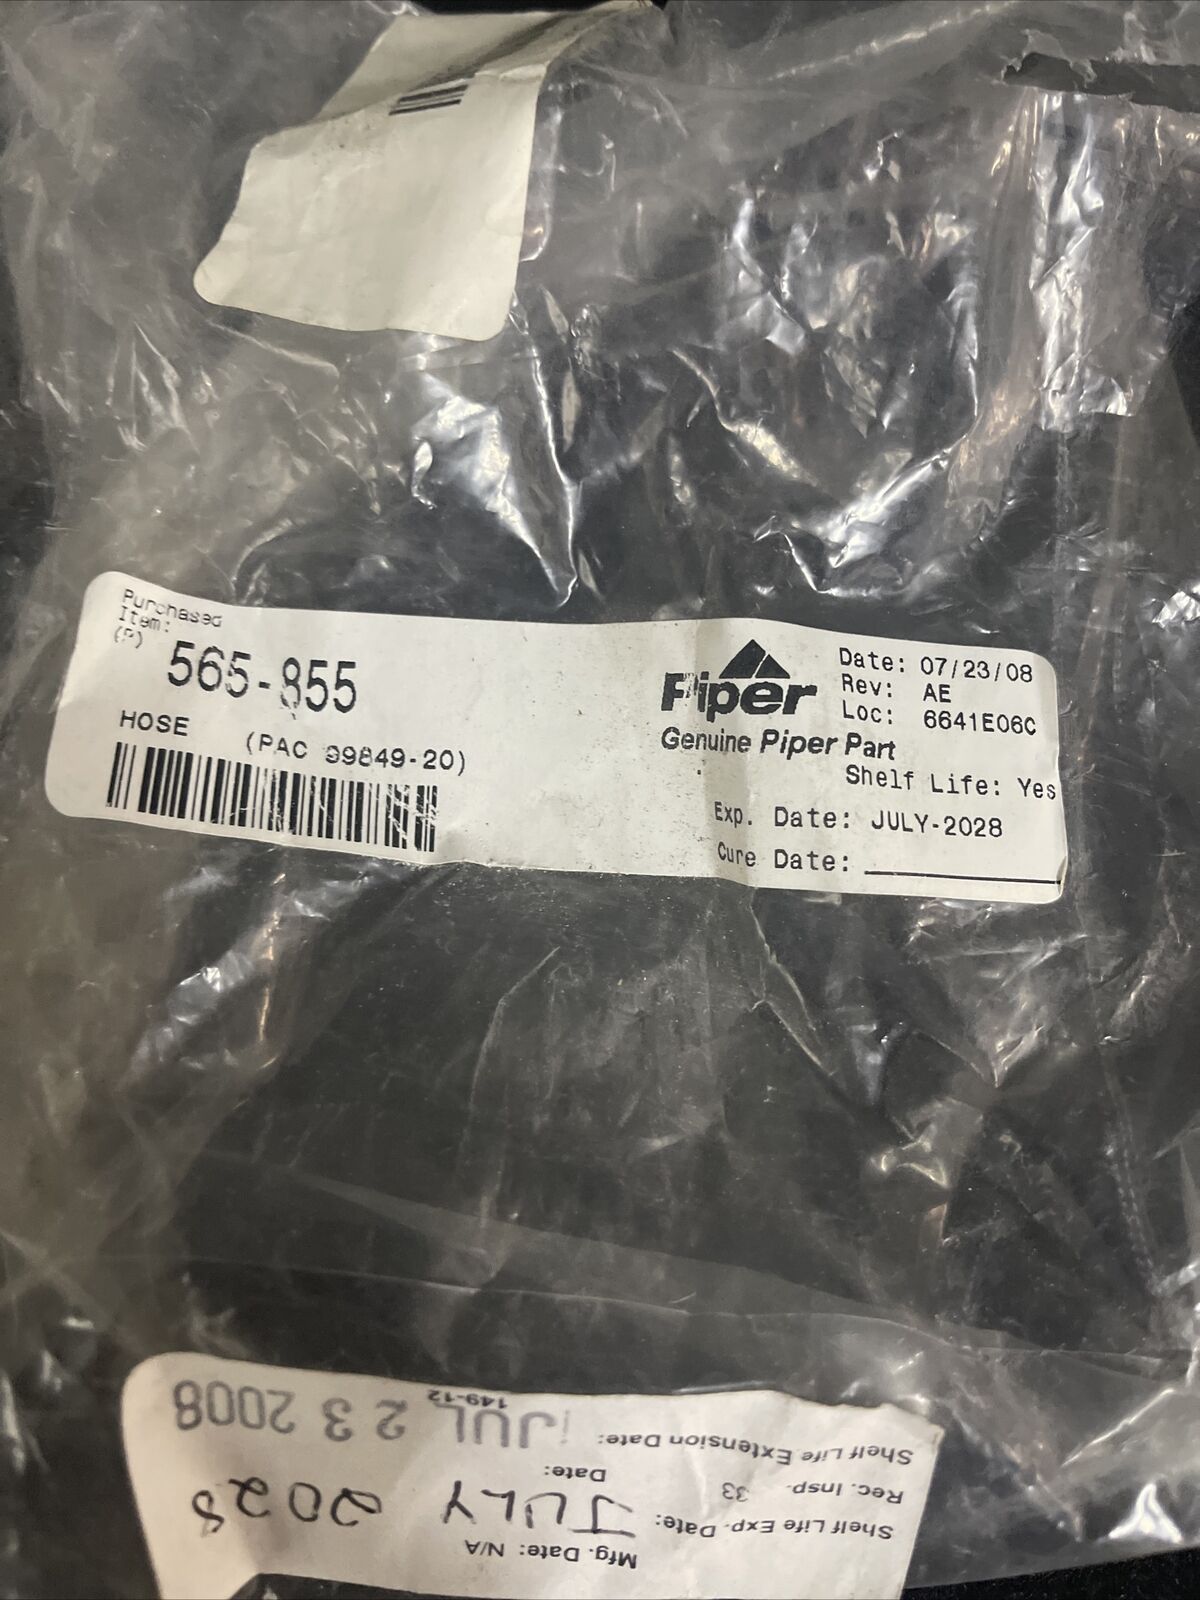 Purchased
Item:
(P)
565-855
HOSE (PAC 99849-20)
Piper
Genuine Piper Part
Date: 07/23/08
Rev: AE
Loc: 6641E06C
Shelf Life: Yes
Exp. Date: JULY-2028
Cure Date:
Mfg. Date: N/A
Shelf Life Exp. Date: JULY 2028
Rec. Insp. 33 Date: JUL 23 2008
Shelf Life Extension Date:
149-12